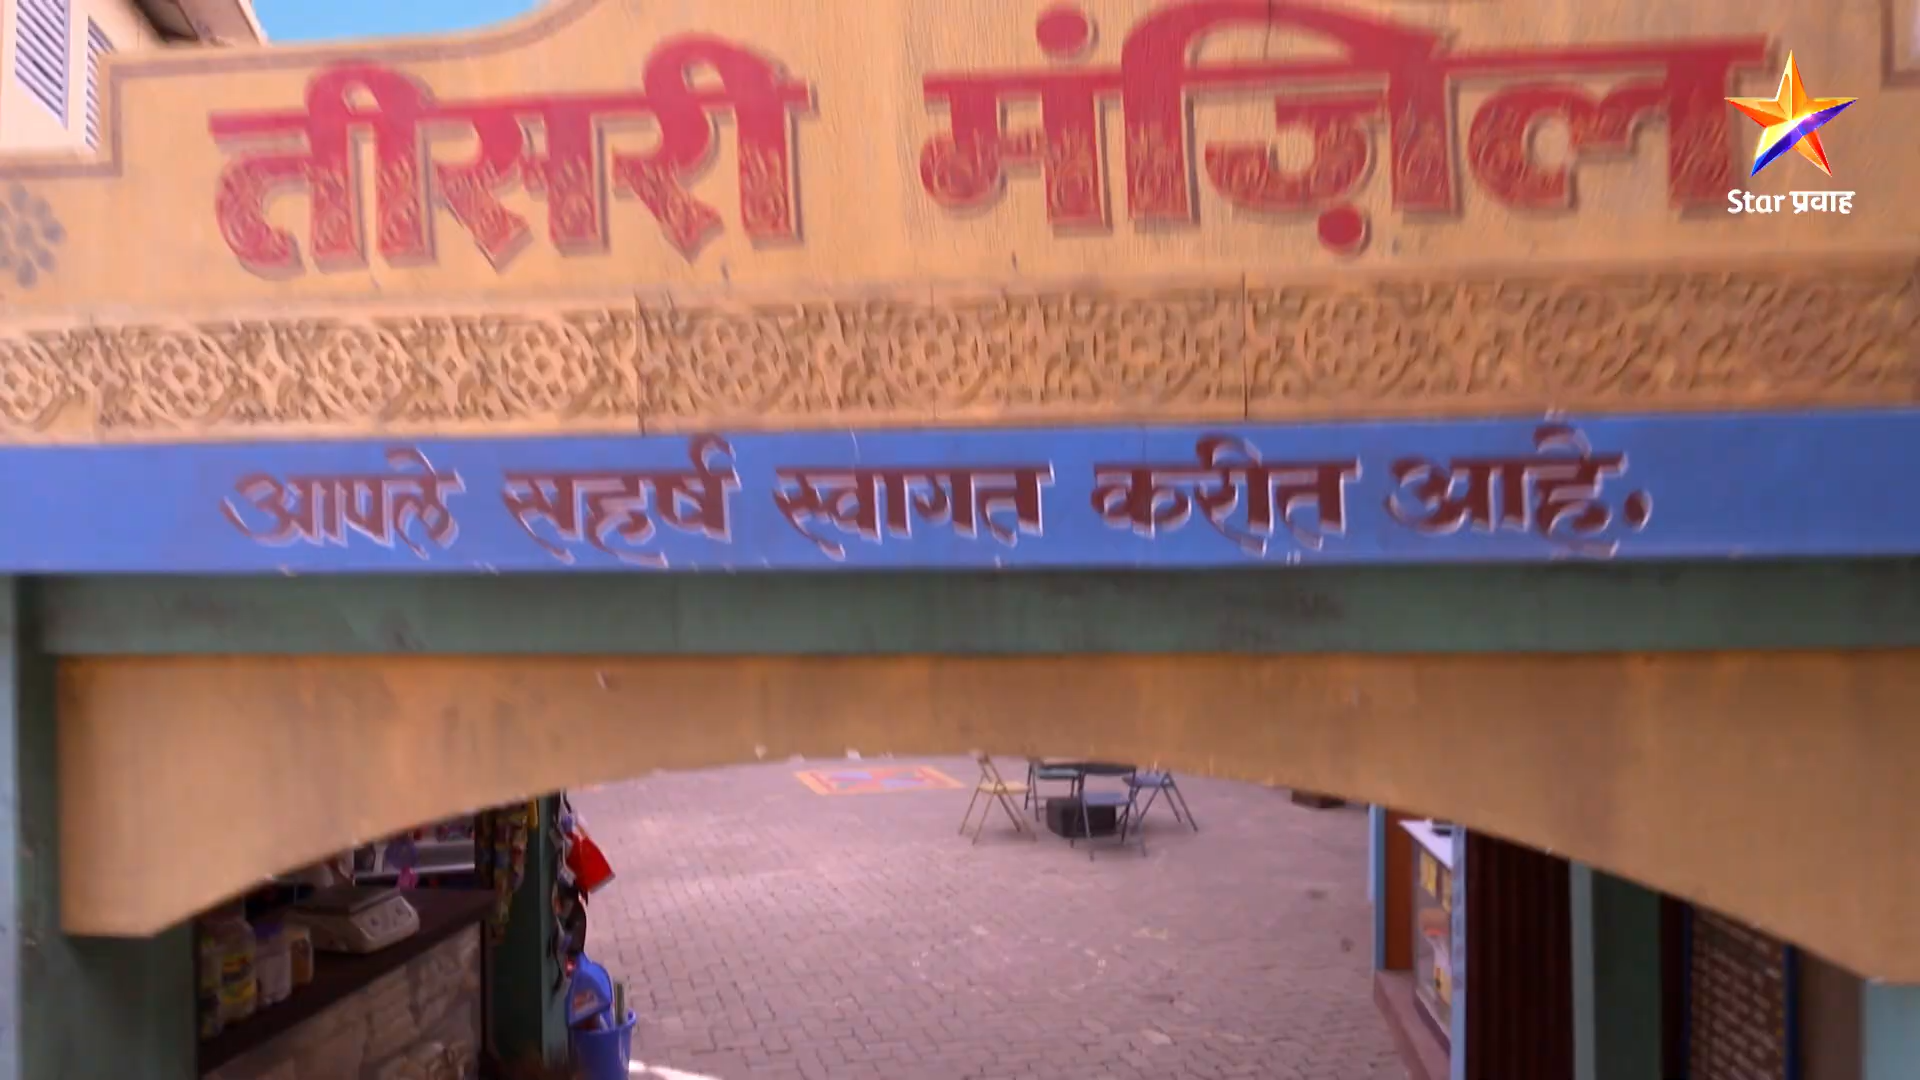 तीसरी मंज़िल
Star प्रवाह
आपले सहर्ष स्वागत करीत आहे.